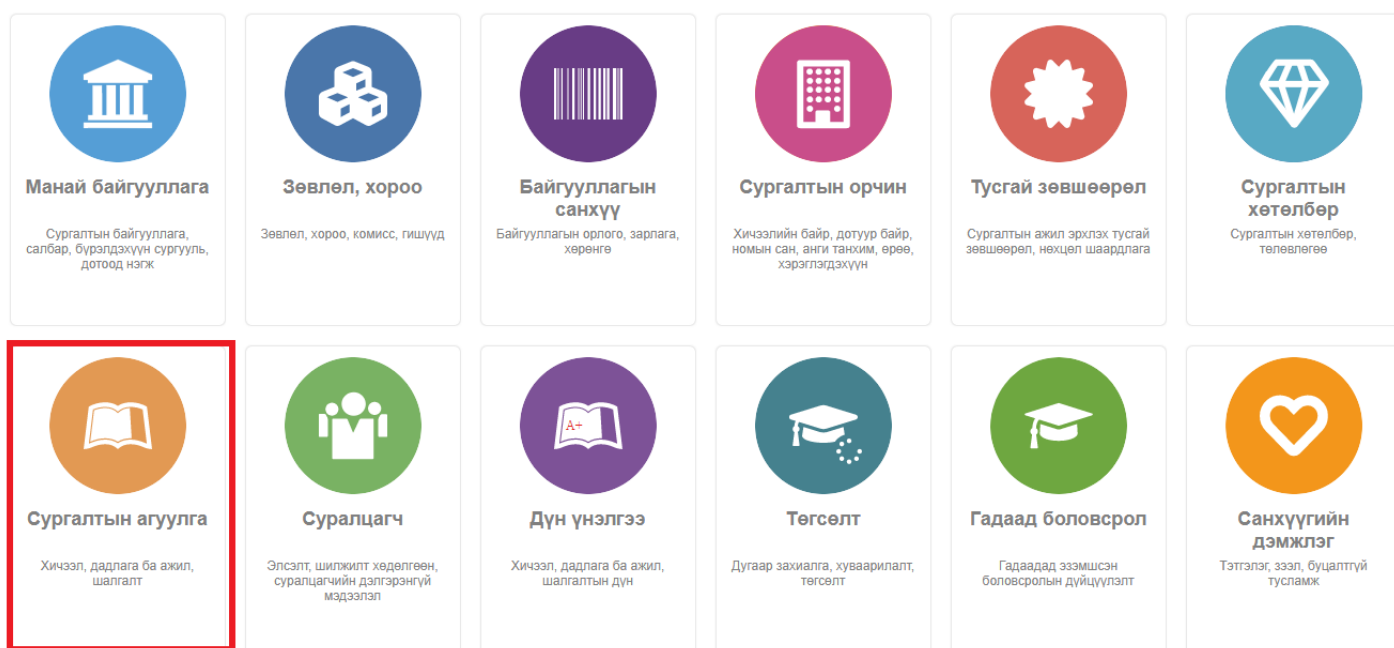 Манай байгууллага
Сургалтын байгууллага,
салбар, бүрэлдэхүүн сургууль,
дотоод нэгж
Зөвлөл, хороо
Зөвлөл, хороо, комисс, гишүүд
Байгууллагын
санхүү
Байгууллагын орлого, зарлага,
хөрөнгө
Сургалтын орчин
Хичээлийн байр, дотуур байр,
номын сан, анги танхим, өрөө,
хэрэглэгдэхүүн
Тусгай зөвшөөрөл
Сургалтын ажил эрхлэх тусгай
зөвшөөрөл, нөхцөл шаардлага
Сургалтын
хөтөлбөр
Сургалтын хөтөлбөр,
төлөвлөгөө
Сургалтын агуулга
Хичээл, дадлага ба ажил,
шалгалт
Суралцагч
Элсэлт, шилжилт хөдөлгөөн,
суралцагчийн дэлгэрэнгүй
мэдээлэл
A+
Дүн үнэлгээ
Хичээл, дадлага ба ажил,
шалгалтын дүн
Төгсөлт
Дугаар захиалга, хуваарилалт,
төгсөлт
Гадаад боловсрол
Гадаадад эзэмшсэн
боловсролын дүйцүүлэлт
Санхүүгийн
дэмжлэг
Тэтгэлэг, зээл, буцалтгүй
тусламж